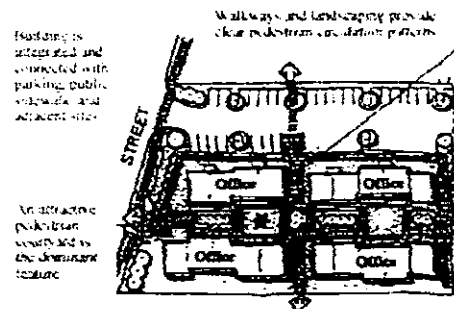 Walkways and landscaping provide
clear pedestrian circulation patterns
Building is
integrated and
connected with
parking, public
sidewalk, and
adjacent sites
STREET
Office
Office
An attractive
pedestrian
courtyard is
the dominant
feature
Office
Office